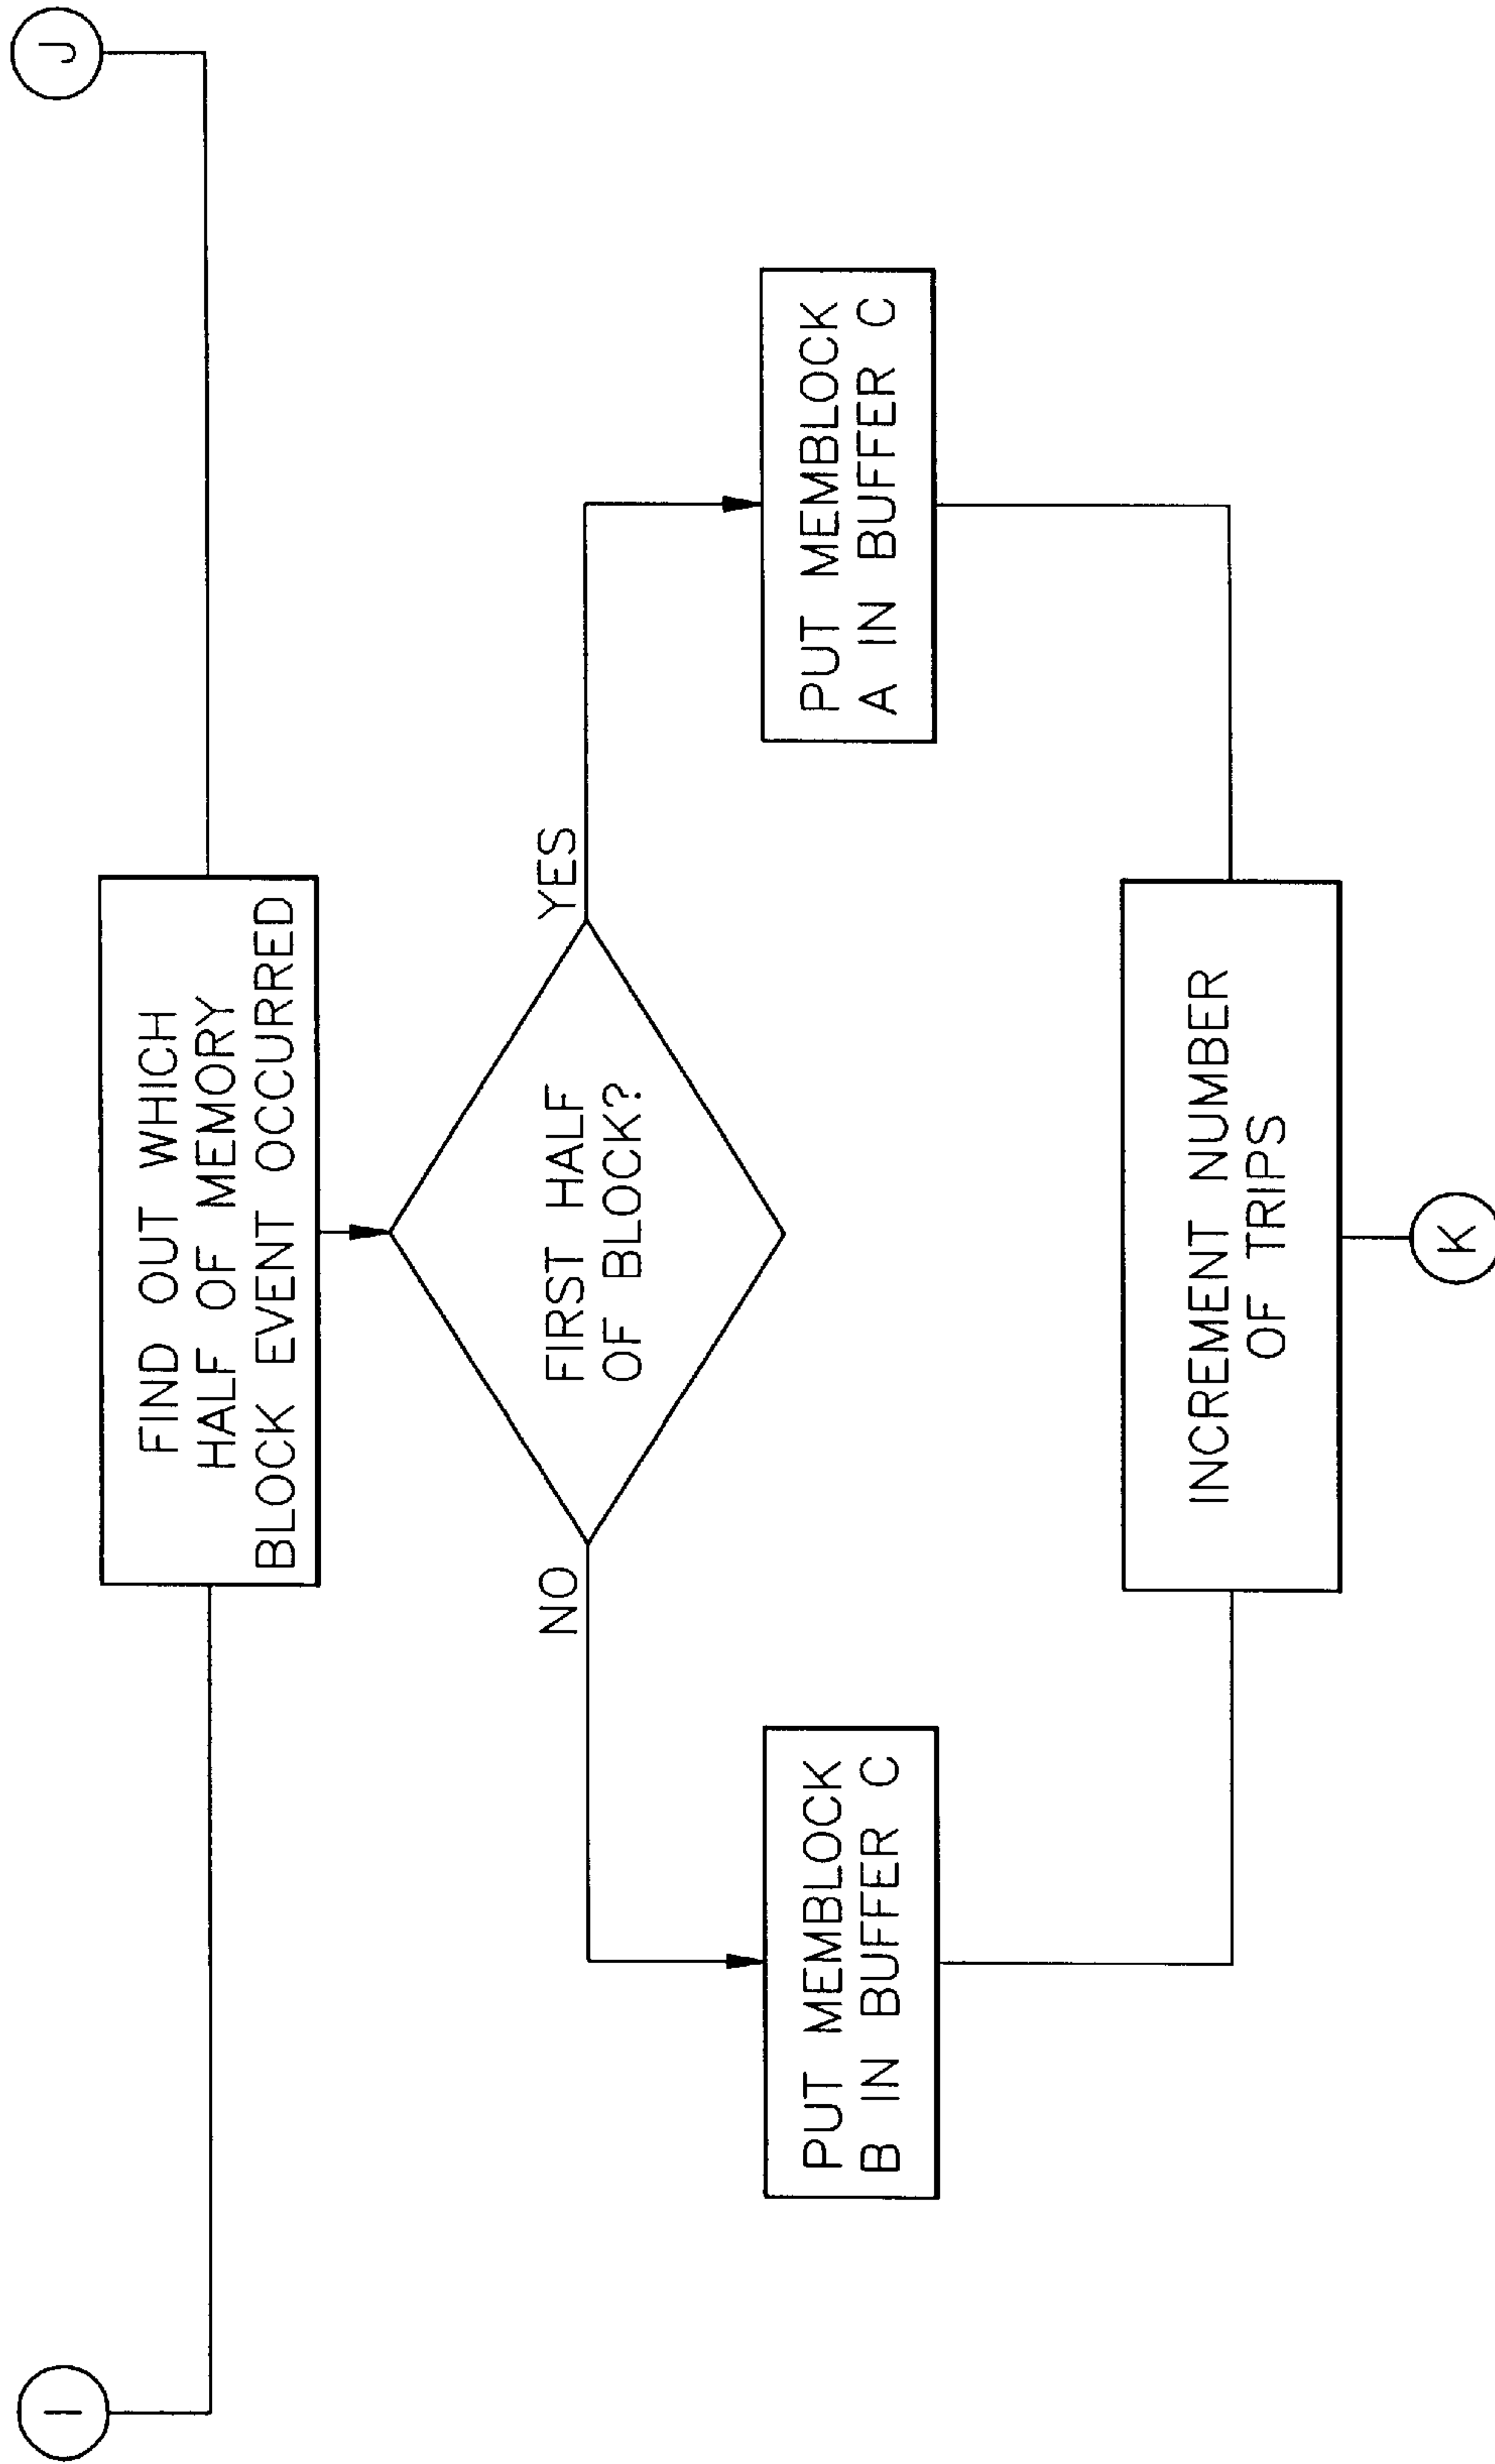 I
J
FIND OUT WHICH
HALF OF MEMORY
BLOCK EVENT OCCURRED
NO
YES
FIRST HALF
OF BLOCK?
PUT MEMBLOCK
B IN BUFFER C
PUT MEMBLOCK
A IN BUFFER C
INCREMENT NUMBER
OF TRIPS
K